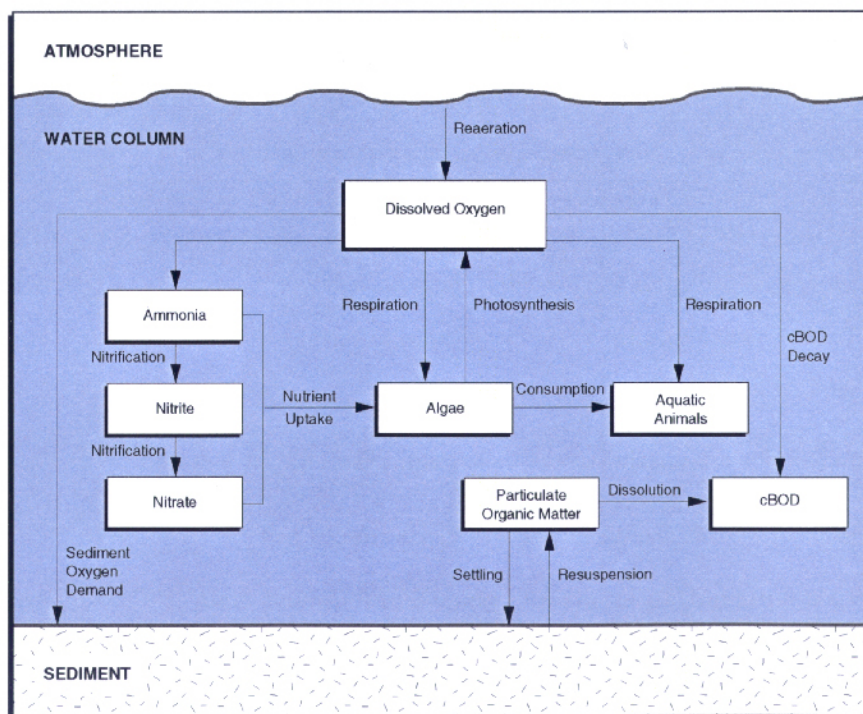 ATMOSPHERE
WATER COLUMN
Reaeration
Dissolved Oxygen
Ammonia
Respiration
Photosynthesis
Respiration
Nitrification
cBOD
Decay
Nitrite
Nutrient
Uptake
Algae
Consumption
Aquatic
Animals
Nitrification
Nitrate
Particulate
Organic Matter
Dissolution
cBOD
Sediment
Oxygen
Demand
Settling
Resuspension
SEDIMENT